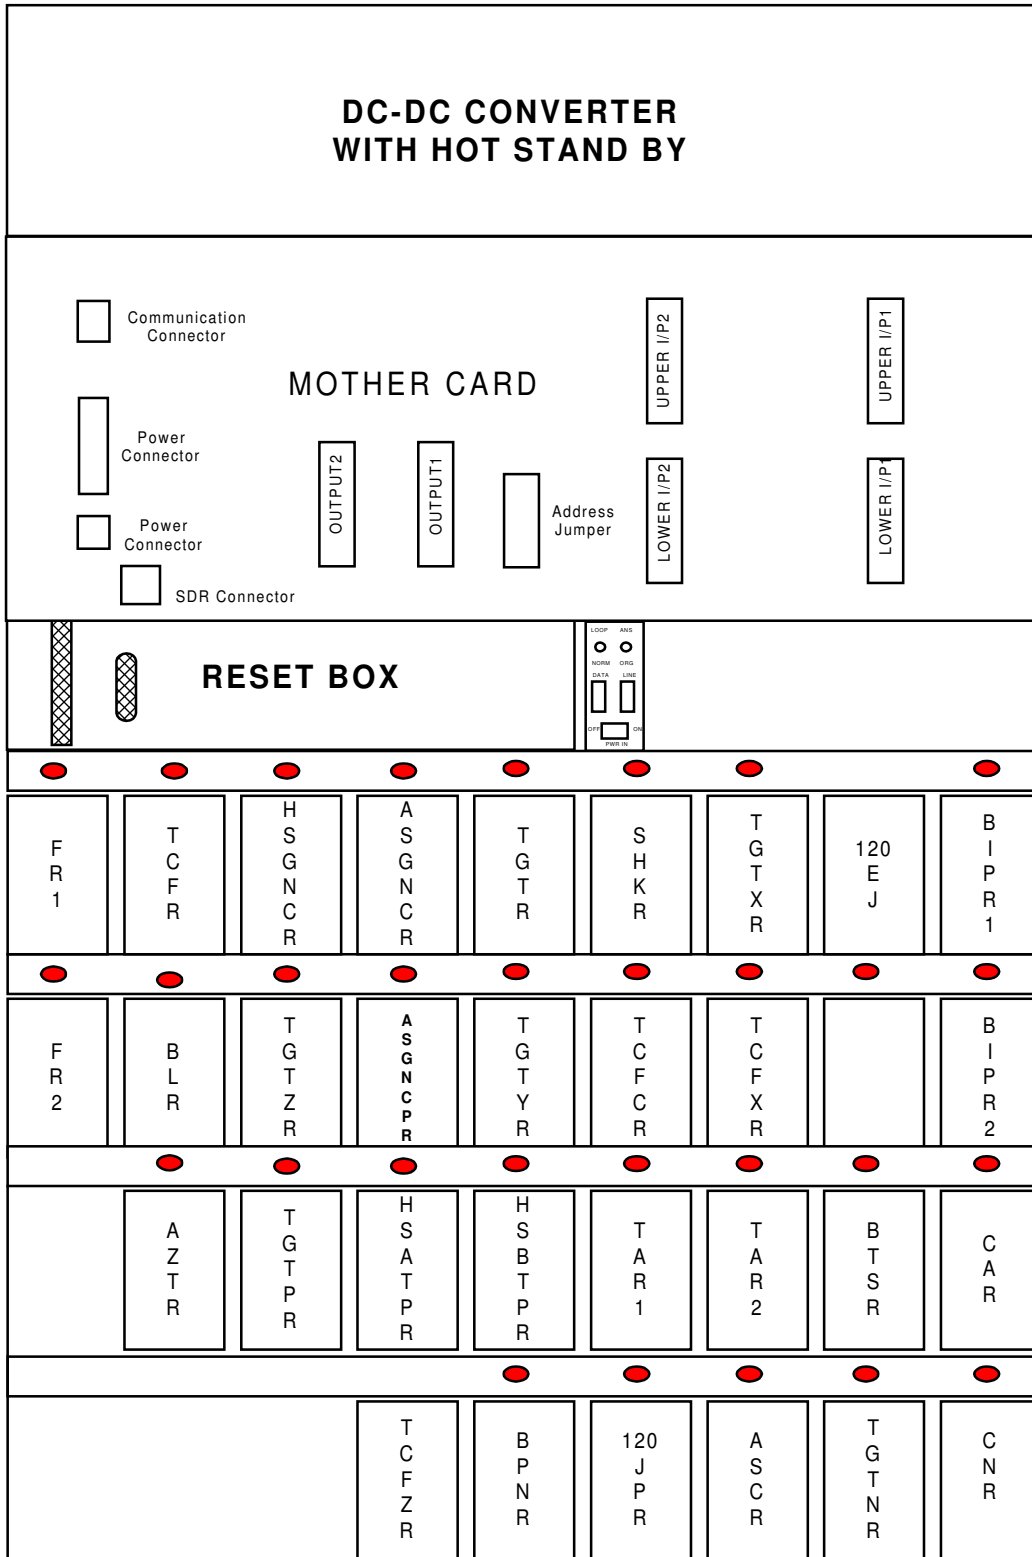 DC-DC CONVERTER
WITH HOT STAND BY
Communication
Connector
UPPER I/P2
UPPER I/P1
MOTHER CARD
Power
Connector
OUTPUT2
OUTPUT1
Address
Jumper
LOWER I/P2
LOWER I/P1
Power
Connector
SDR Connector
RESET BOX
LOOP ANS
NORM ORG
DATA LINE
OFF ON
PWR IN
FR1
TCFR
HSGNCR
ASGNCR
TGTR
SHKR
TGTXR
120
E
J
BIPR1
FR2
BLR
TGTZR
ASGNCPR
TGTYR
TCFCR
TCFXR
BIPR2
AZTR
TGTPR
HSATPR
HSBTPR
TAR1
TAR2
BTSR
CAR
TCFZR
BPNR
120
J
P
R
ASCR
TGTNR
CNR